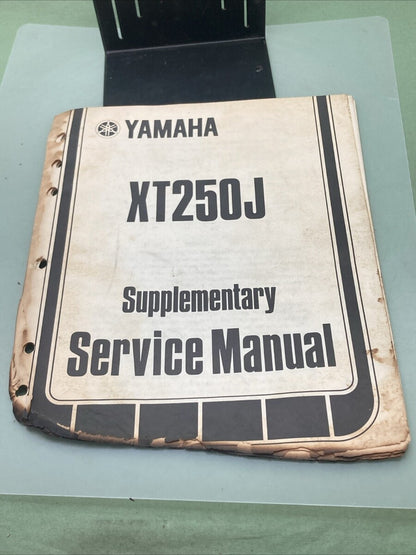 YAMAHA
XT250J
Supplementary
Service Manual